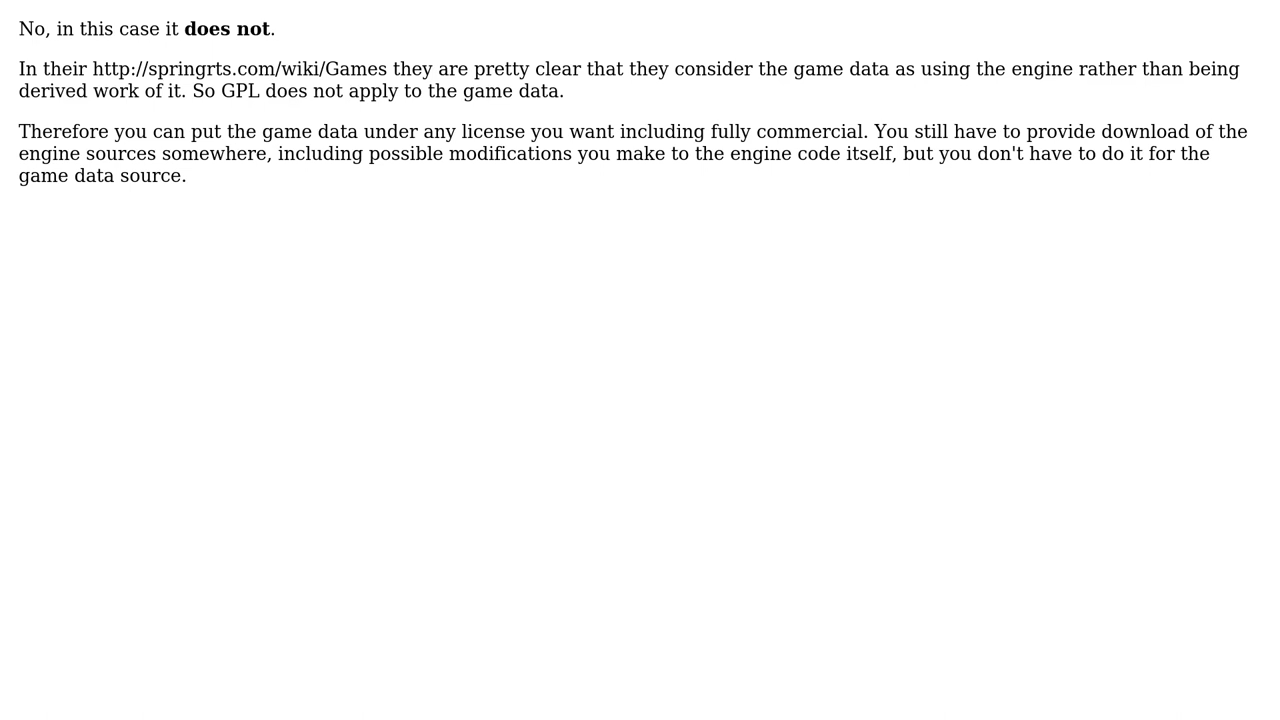 No, in this case it does not.
In their http://springrts.com/wiki/Games they are pretty clear that they consider the game data as using the engine rather than being
derived work of it. So GPL does not apply to the game data.
Therefore you can put the game data under any license you want including fully commercial. You still have to provide download of the
engine sources somewhere, including possible modifications you make to the engine code itself, but you don't have to do it for the
game data source.